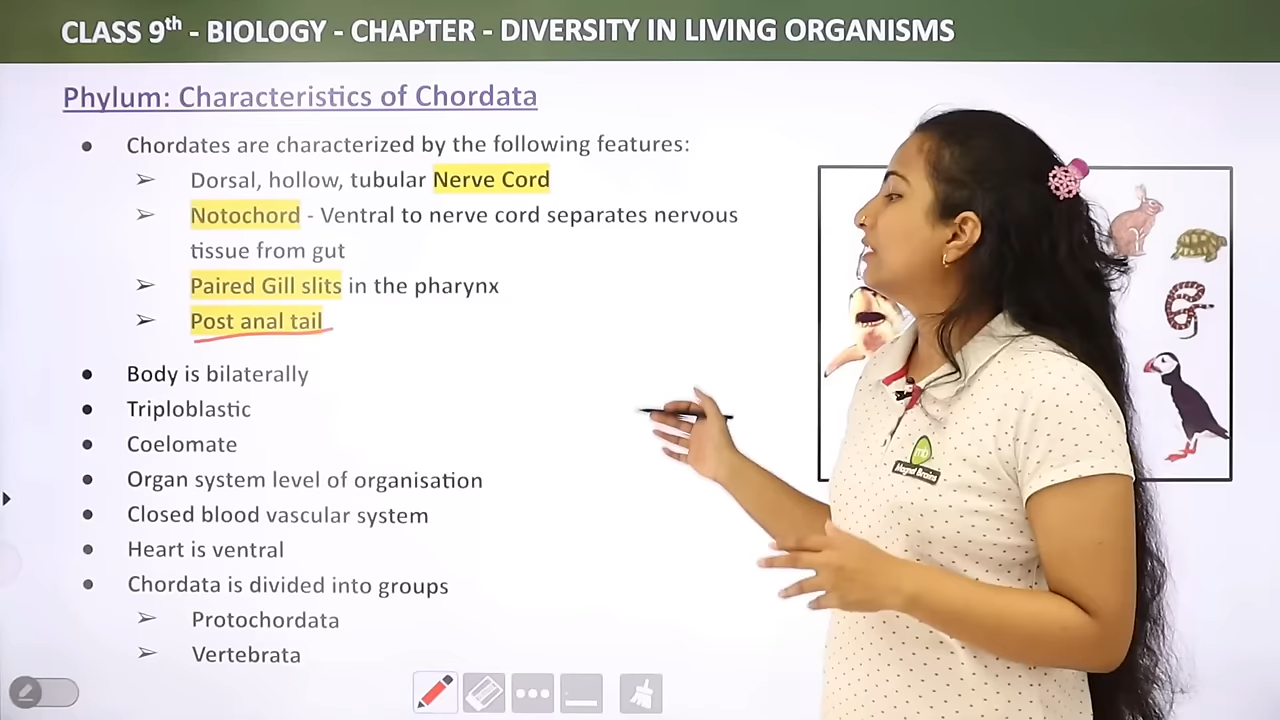 CLASS 9th - BIOLOGY - CHAPTER - DIVERSITY IN LIVING ORGANISMS
Phylum: Characteristics of Chordata
• Chordates are characterized by the following features:
➢ Dorsal, hollow, tubular Nerve Cord
➢ Notochord - Ventral to nerve cord separates nervous
tissue from gut
➢ Paired Gill slits in the pharynx
➢ Post anal tail
• Body is bilaterally
• Triploblastic
• Coelomate
• Organ system level of organisation
• Closed blood vascular system
• Heart is ventral
• Chordata is divided into groups
➢ Protochordata
➢ Vertebrata
mb
Magnet Brains